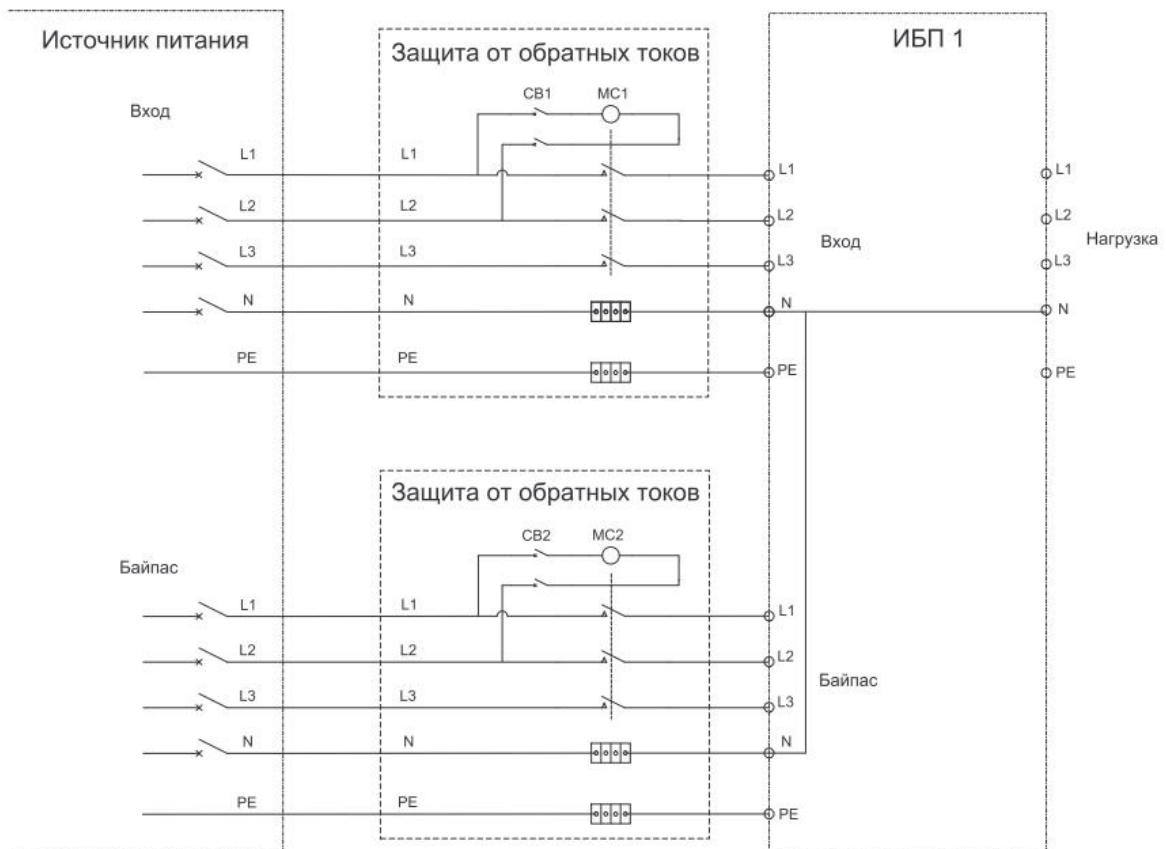 Источник питания
Защита от обратных токов
ИБП 1
CB1 MC1
Вход
L1 L1 L1 L1
L2 L2 L2 L2
Вход Нагрузка
L3 L3 L3 L3
N N N N
PE PE PE PE
Защита от обратных токов
CB2 MC2
Байпас
L1 L1 L1
L2 L2 L2
Байпас
L3 L3 L3
N N N
PE PE PE